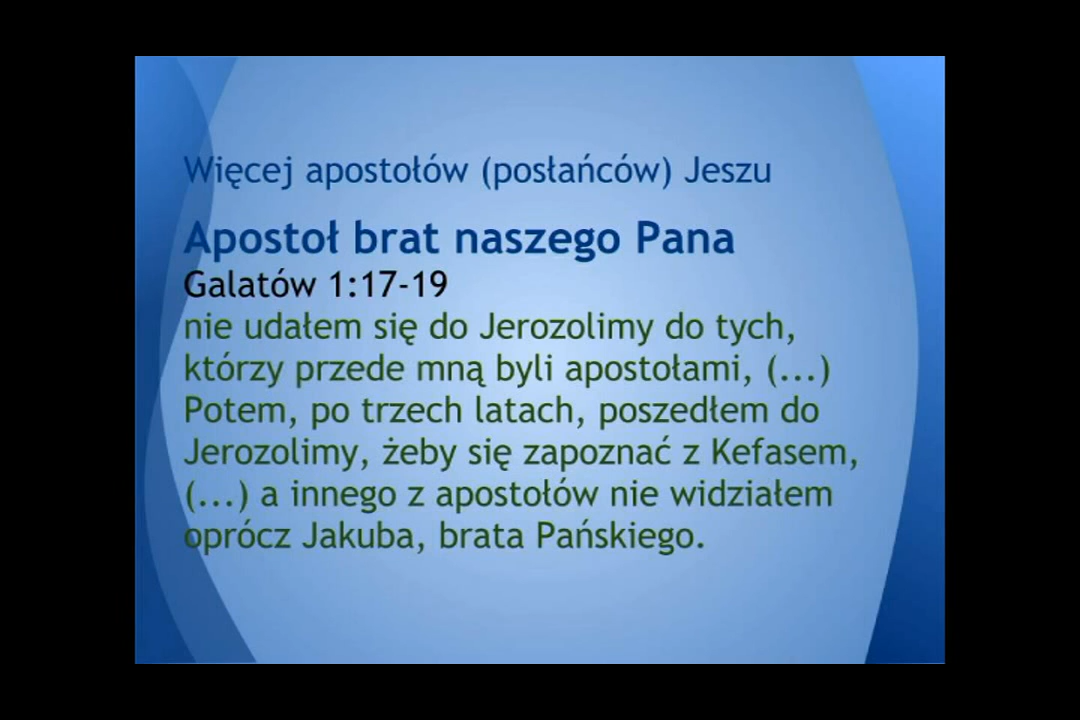 Więcej apostołów (posłańców) Jeszu
Apostoł brat naszego Pana
Galatów 1:17-19
nie udałem się do Jerozolimy do tych,
którzy przede mną byli apostołami, (...)
Potem, po trzech latach, poszedłem do
Jerozolimy, żeby się zapoznać z Kefasem,
(...) a innego z apostołów nie widziałem
oprócz Jakuba, brata Pańskiego.